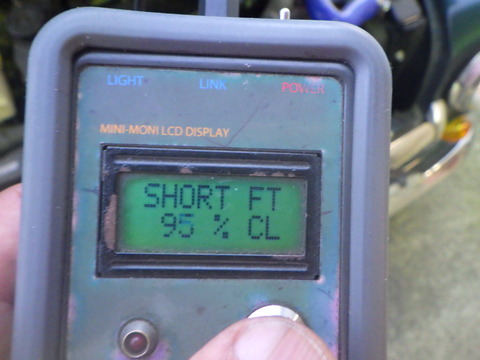 LIGHT LINK POWER
MINI-MONI LCD DISPLAY
SHORT FT
95 % CL